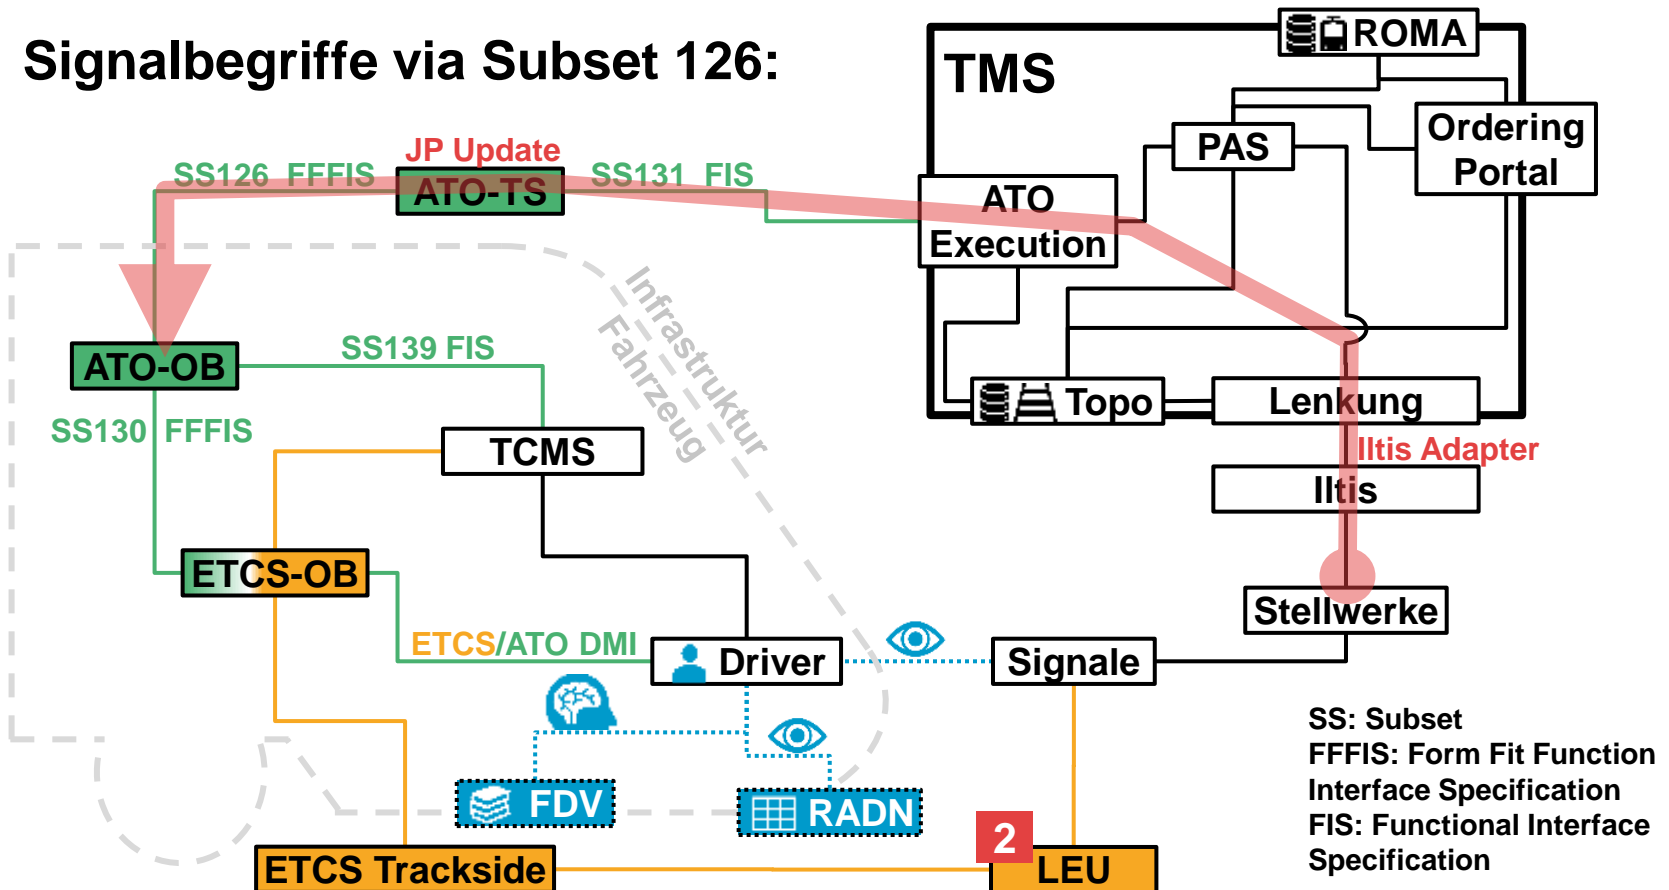 Signalbegriffe via Subset 126:
TMS
ROMA
PAS
Ordering
Portal
JP Update
SS126 FFFIS
ATO-TS
SS131 FIS
ATO
Execution
Infrastruktur
Fahrzeug
ATO-OB
SS139 FIS
Topo
Lenkung
SS130 FFFIS
TCMS
Iltis Adapter
Iltis
ETCS-OB
Stellwerke
ETCS/ATO DMI
Driver
Signale
SS: Subset
FFFIS: Form Fit Function
Interface Specification
FIS: Functional Interface
Specification
FDV
RADN
2
ETCS Trackside
LEU